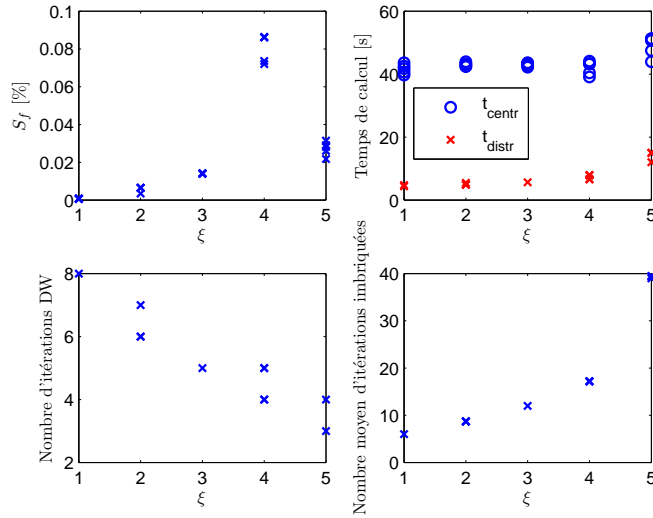 0.1
0.08
0.06
0.04
0.02
0
1 2 3 4 5
ξ
S_f [%]
80
60
40
20
0
1 2 3 4 5
ξ
Temps de calcul [s]
t_centr
t_distr
8
6
4
2
1 2 3 4 5
ξ
Nombre d'itérations DW
40
30
20
10
0
1 2 3 4 5
ξ
Nombre moyen d'itérations imbriquées